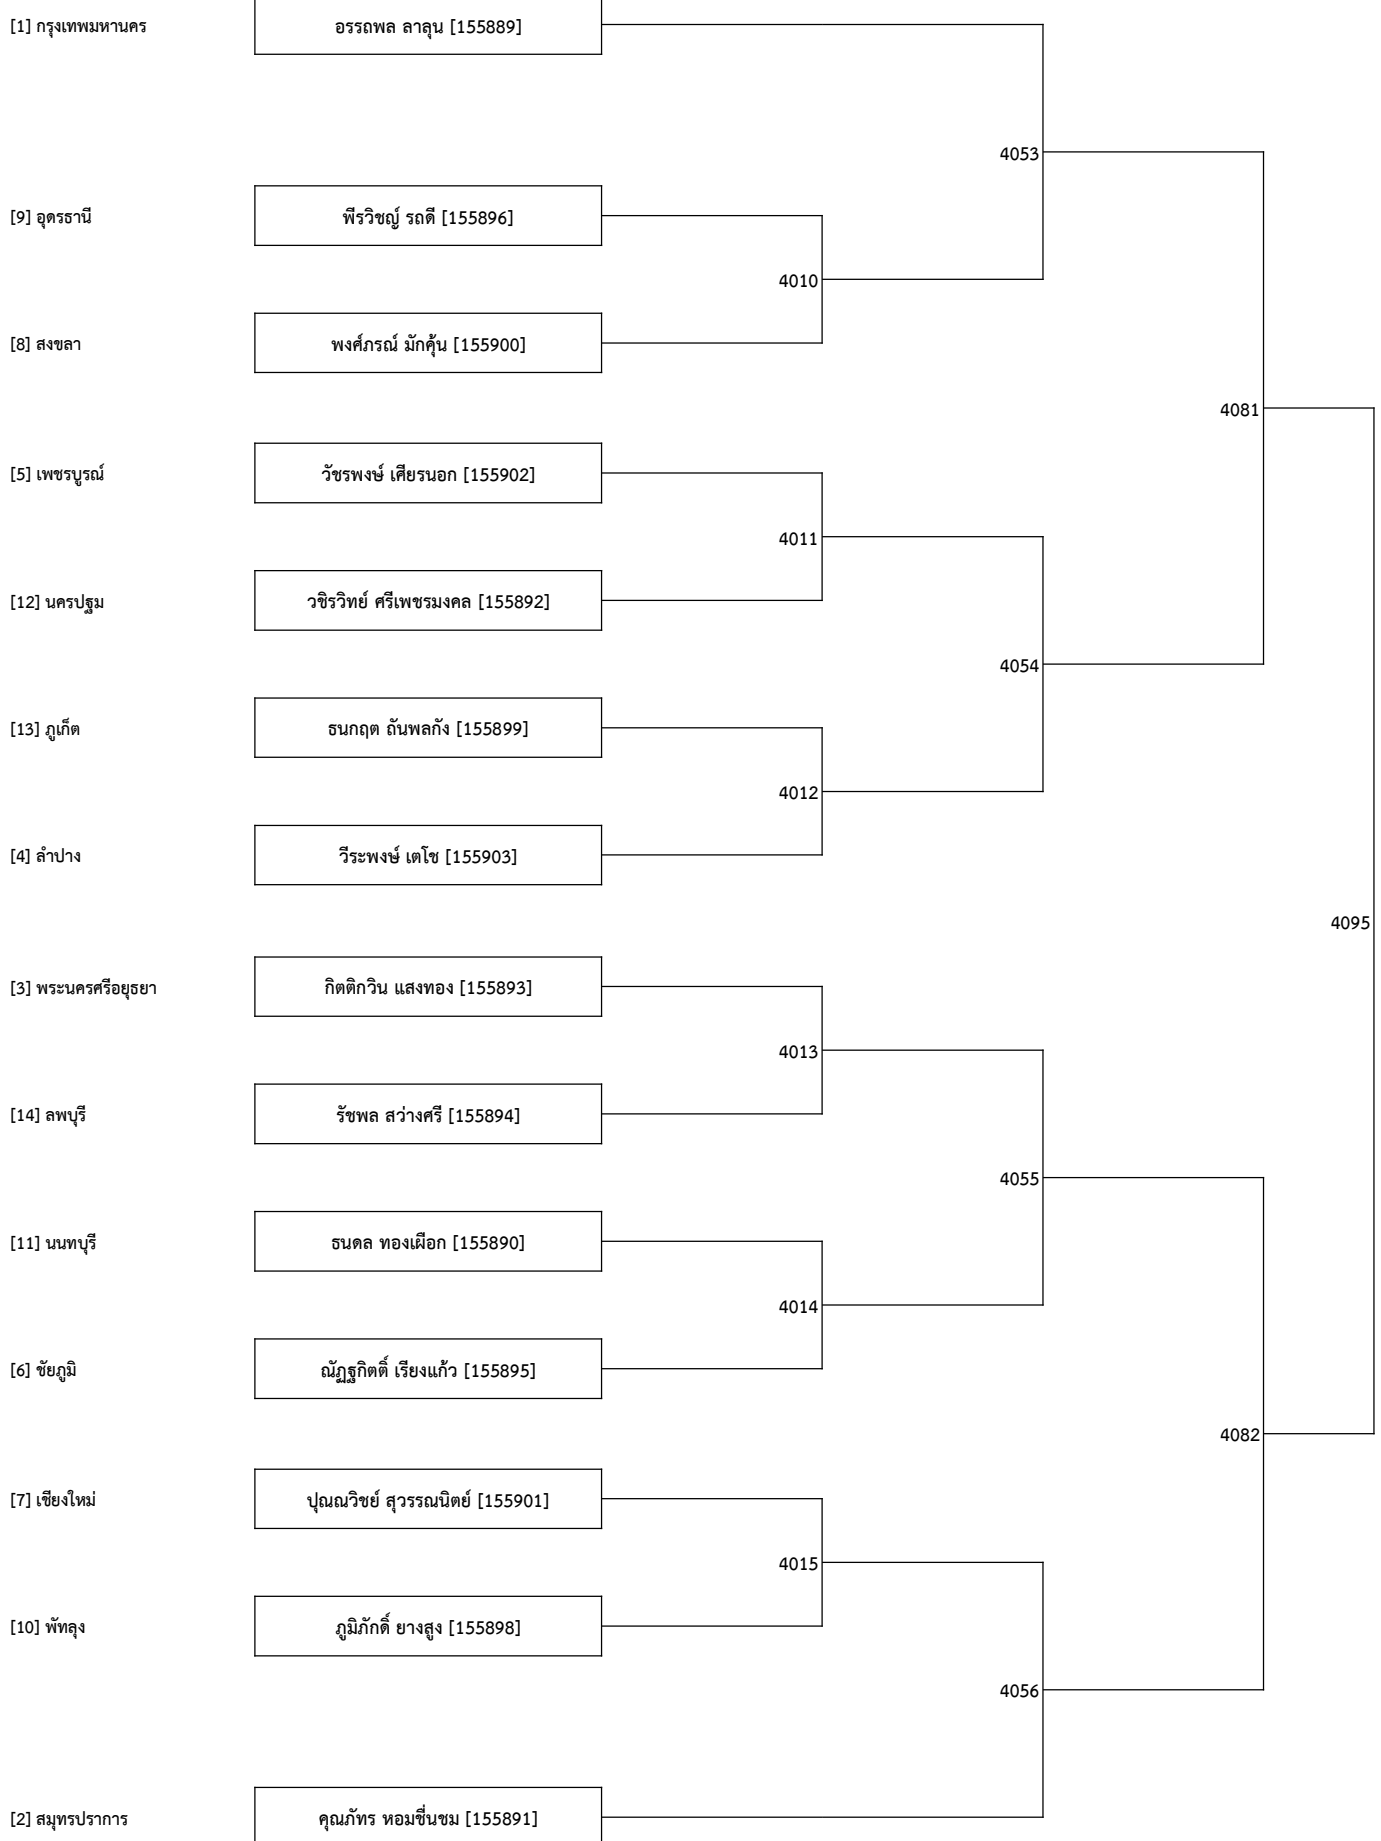 [1] กรุงเทพมหานคร
อรรถพล ลาลุน [155889]
4053
[9] อุดรธานี
พีรวิชญ์ รถดี [155896]
4010
[8] สงขลา
พงศ์ภรณ์ มักคุ้น [155900]
4081
[5] เพชรบูรณ์
วัชรพงษ์ เศียรนอก [155902]
4011
[12] นครปฐม
วชิรวิทย์ ศรีเพชรมงคล [155892]
4054
[13] ภูเก็ต
ธนกฤต ถันพลกัง [155899]
4012
[4] ลำปาง
วีระพงษ์ เตโช [155903]
4095
[3] พระนครศรีอยุธยา
กิตติกวิน แสงทอง [155893]
4013
[14] ลพบุรี
รัชพล สว่างศรี [155894]
4055
[11] นนทบุรี
ธนดล ทองเผือก [155890]
4014
[6] ชัยภูมิ
ณัฏฐกิตติ์ เรียงแก้ว [155895]
4082
[7] เชียงใหม่
ปุณณวิชย์ สุวรรณนิตย์ [155901]
4015
[10] พัทลุง
ภูมิภักดิ์ ยางสูง [155898]
4056
[2] สมุทรปราการ
คุณภัทร หอมชื่นชม [155891]